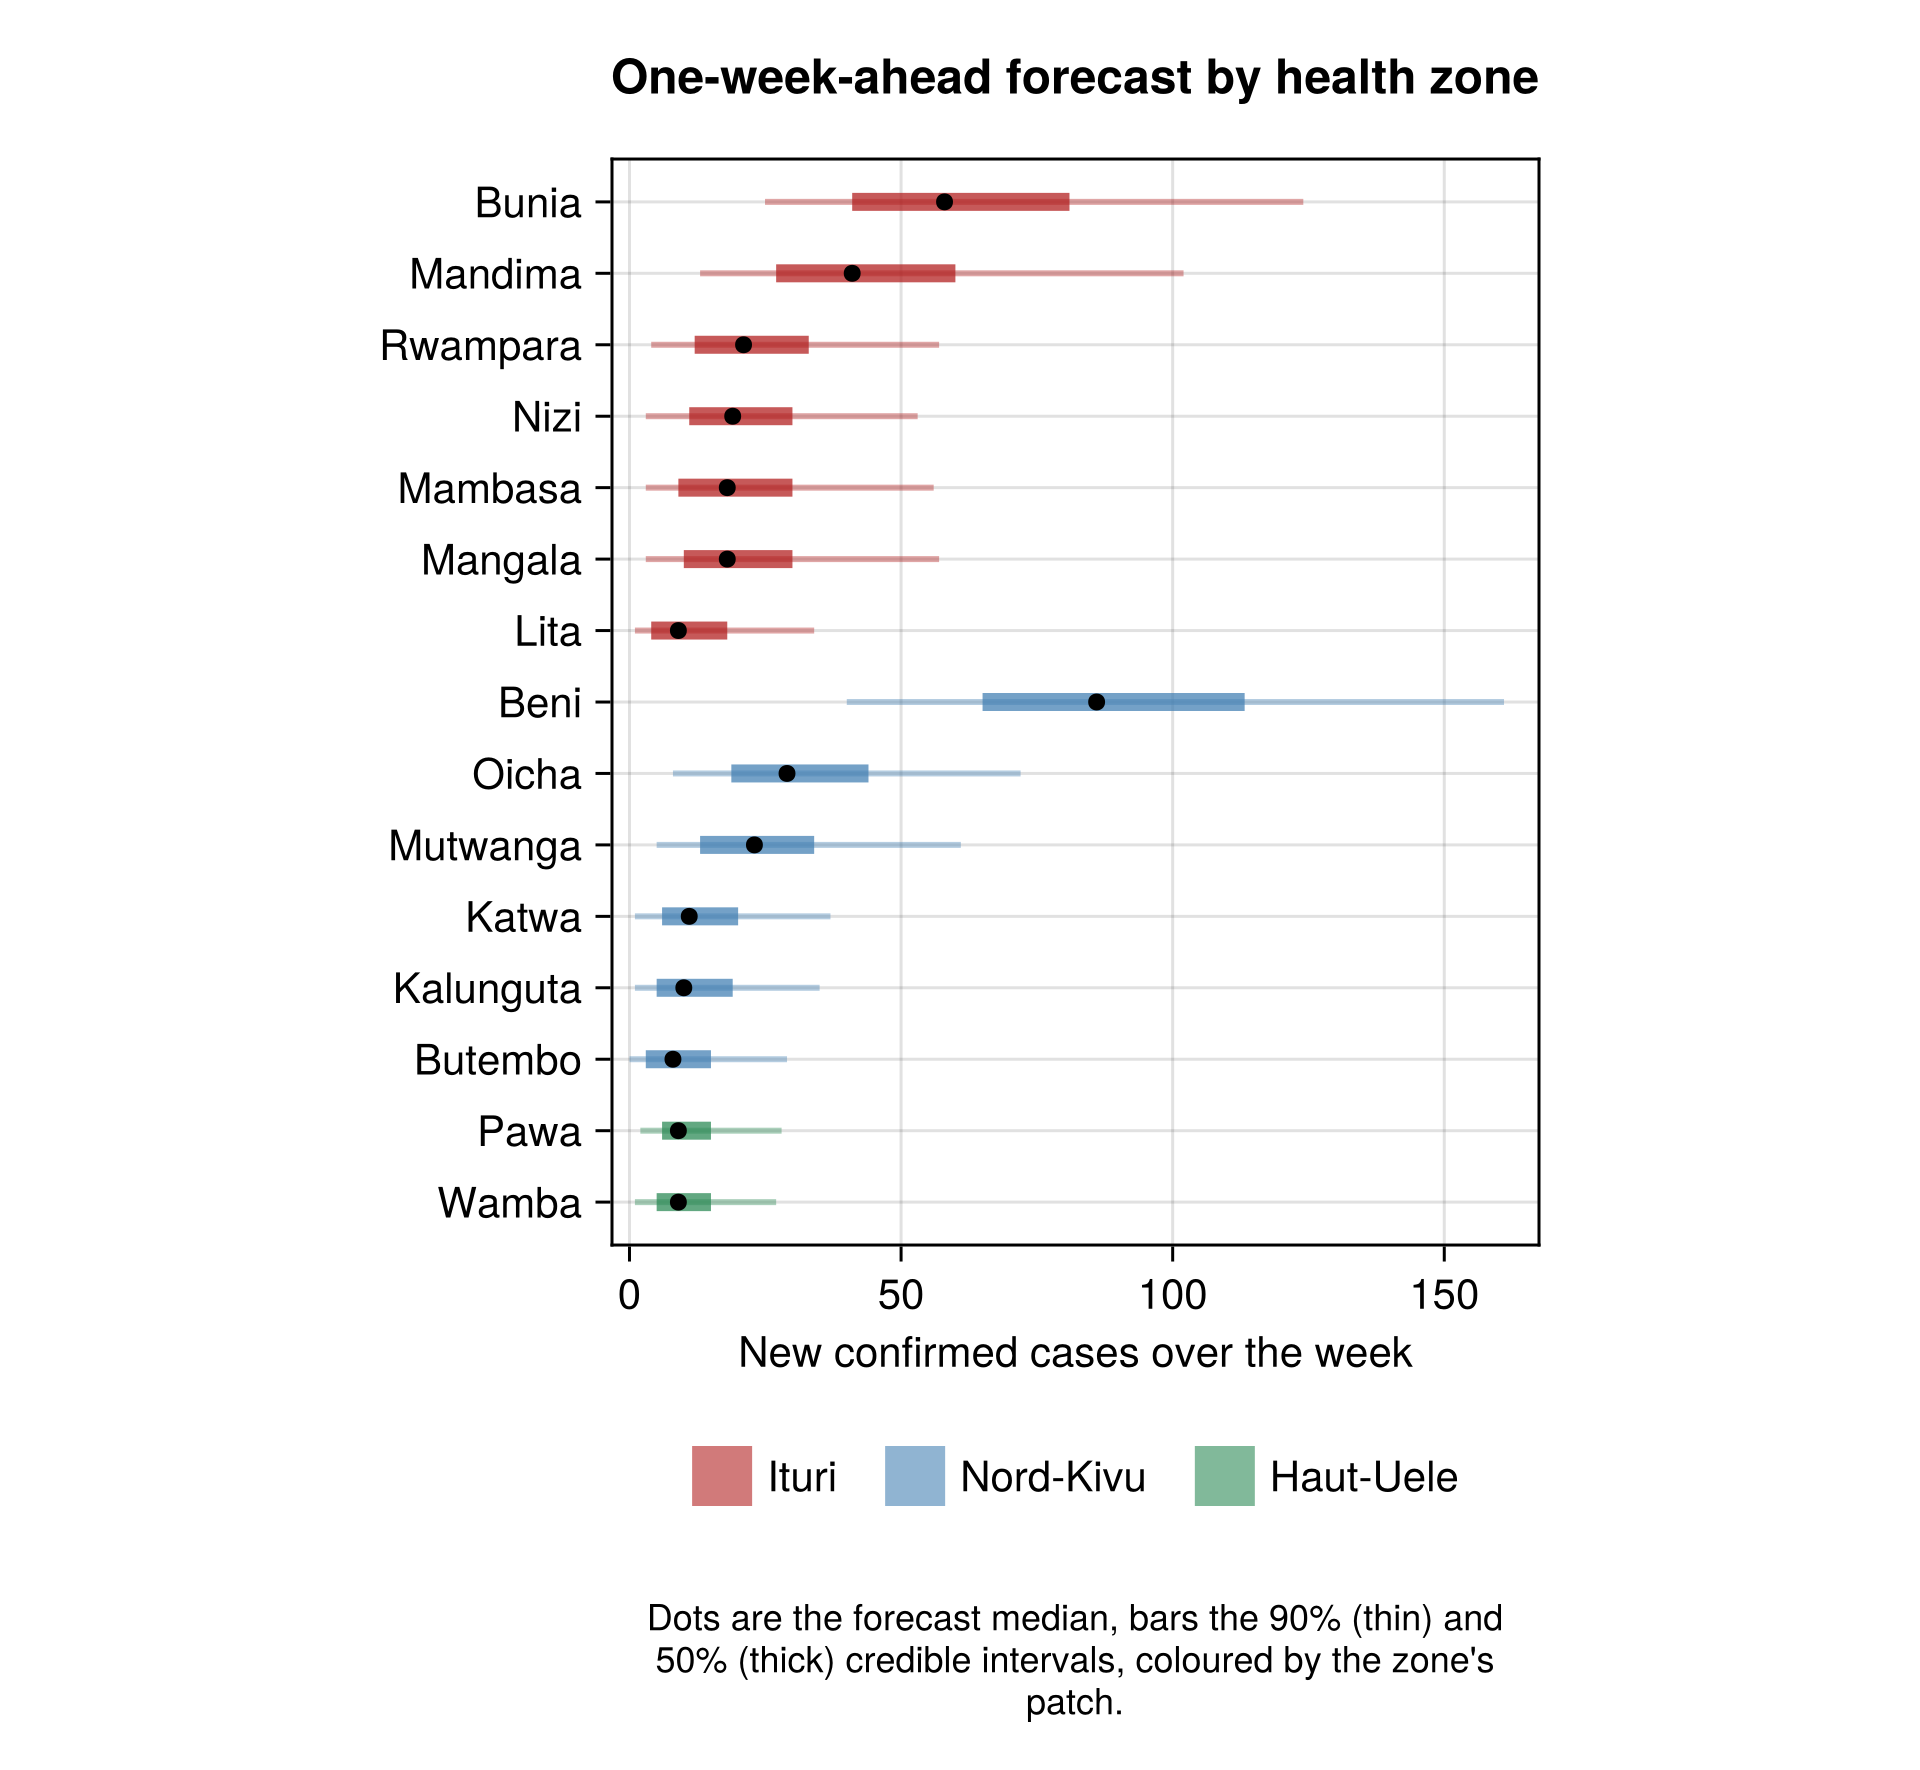 One-week-ahead forecast by health zone
Bunia
Mandima
Rwampara
Nizi
Mambasa
Mangala
Lita
Beni
Oicha
Mutwanga
Katwa
Kalunguta
Butembo
Pawa
Wamba
0 50 100 150
New confirmed cases over the week
Ituri Nord-Kivu Haut-Uele
Dots are the forecast median, bars the 90% (thin) and
50% (thick) credible intervals, coloured by the zone's
patch.